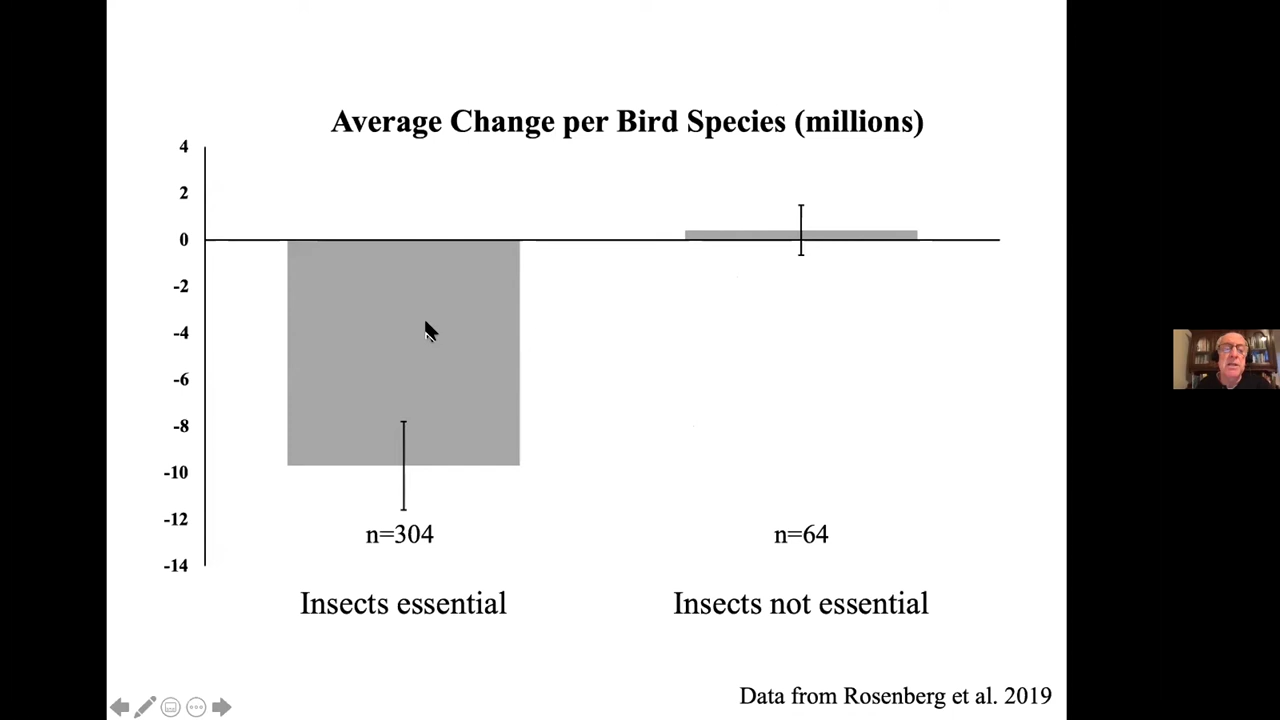 Average Change per Bird Species (millions)
4
2
0
-2
-4
-6
-8
-10
-12
-14
n=304
n=64
Insects essential
Insects not essential
Data from Rosenberg et al. 2019